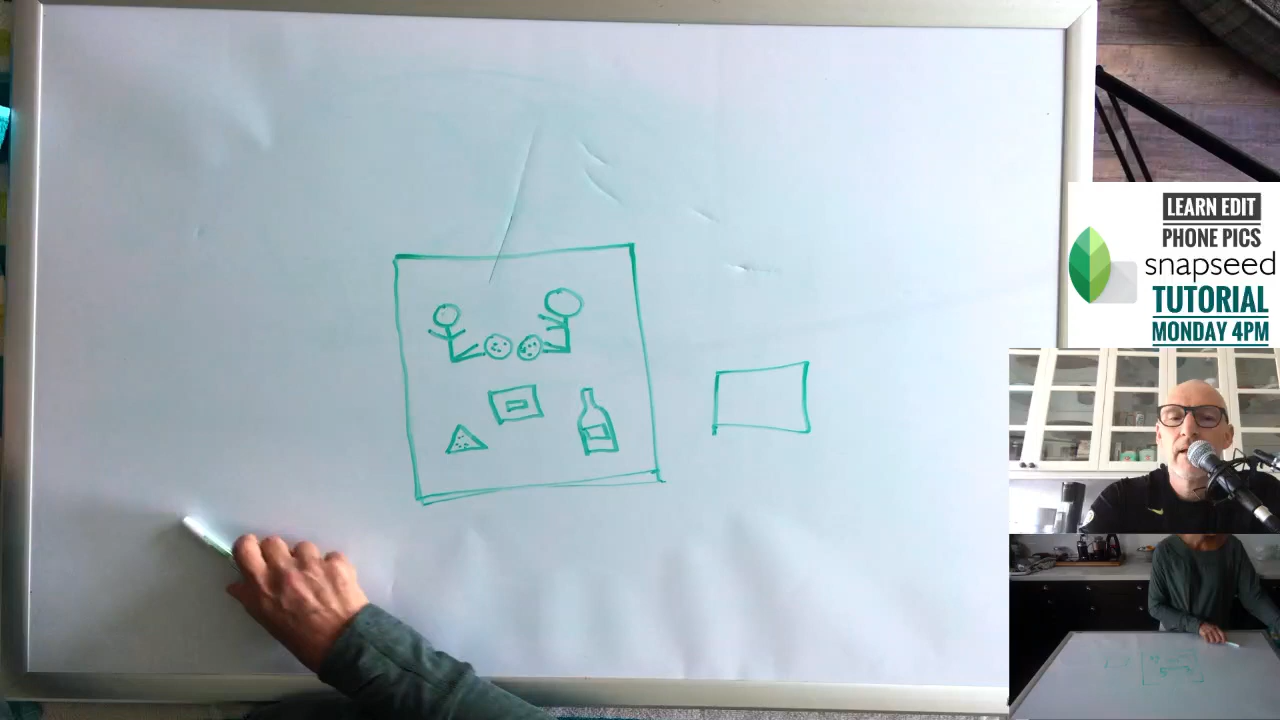 LEARN EDIT
PHONE PICS
snapseed
TUTORIAL
MONDAY 4PM